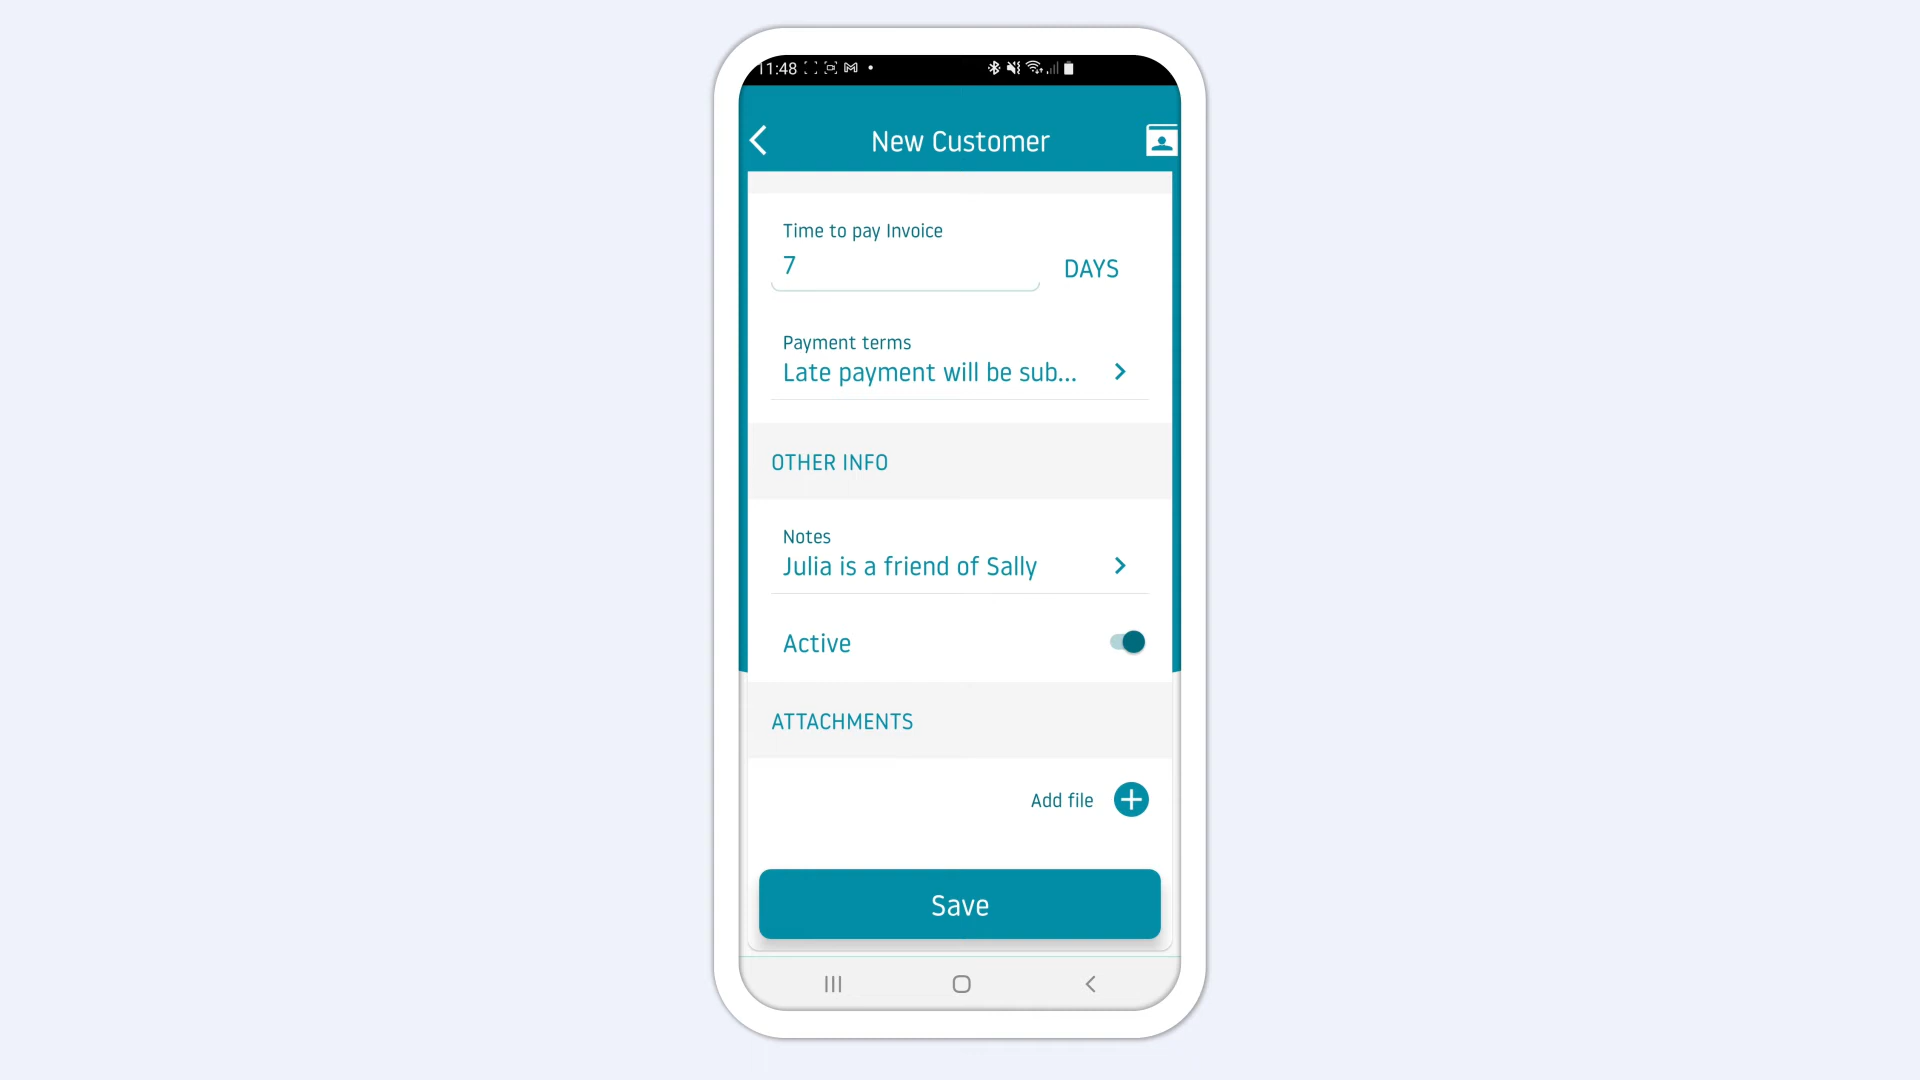 11:48
New Customer
Time to pay Invoice
7
DAYS
Payment terms
Late payment will be sub...
OTHER INFO
Notes
Julia is a friend of Sally
Active
ATTACHMENTS
Add file
Save